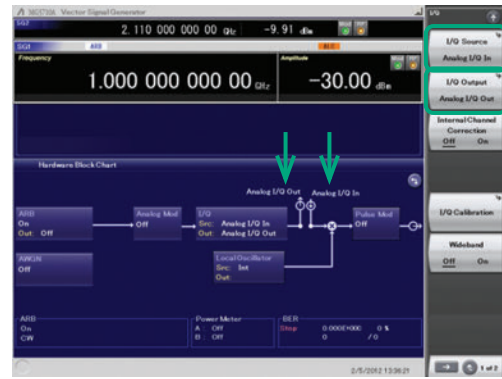 MG3710A Vector Signal Generator
SG2
2. 110 000 000 00 GHz
-9. 91 dBm
SG1
ARB
Frequency
1.000 000 000 00 GHz
Amplitude
-30.00 dBm
Hardware Block Chart
Analog I/Q Out
Analog I/Q In
ARB
On
Out: Off
Analog Mod
Off
I/Q
Src: Analog I/Q In
Out: Analog I/Q Out
Pulse Mod
Off
AWGN
Off
Local Oscillator
Src: Int
Out:
ARB
On
CW
Power Meter
A : Off
B : Off
BER
Stop
0.000E+000
0 %
0
/ 0
2/5/2012 13:36:21
I/Q
I/Q Source
Analog I/Q In
I/Q Output
Analog I/Q Out
Internal Channel
Correction
Off On
I/Q Calibration
Wideband
Off On
1 of 2